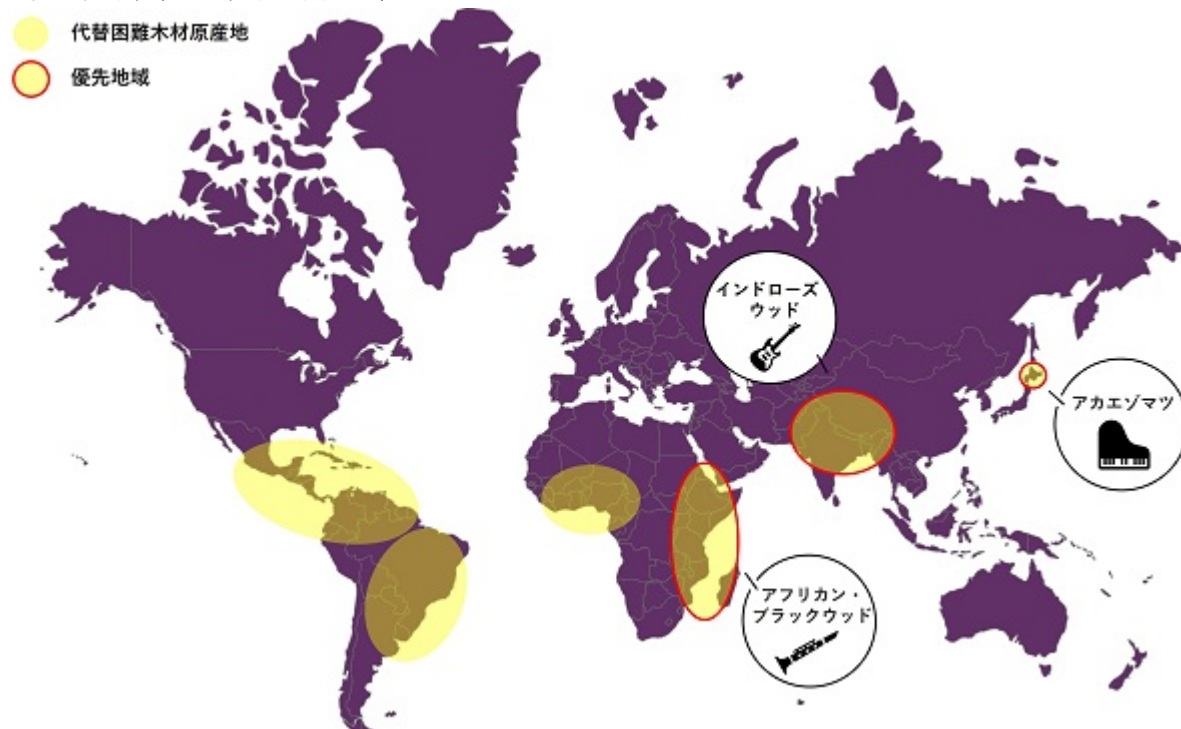 代替困難木材原産地
優先地域
インドローズ
ウッド
アカエゾマツ
アフリカン・
ブラックウッド